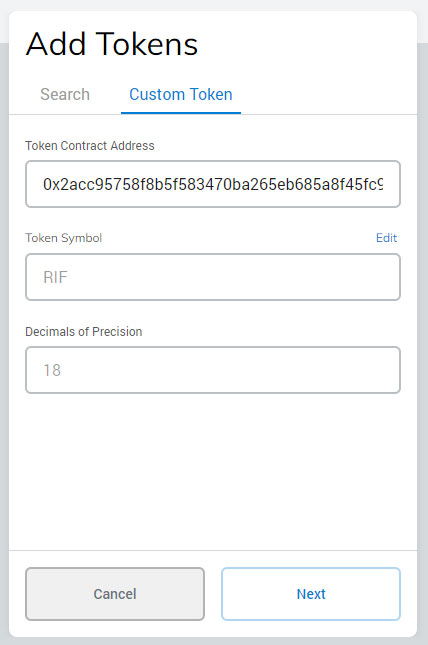 Add Tokens
Search Custom Token
Token Contract Address
0x2acc95758f8b5f583470ba265eb685a8f45fc9
Token Symbol Edit
RIF
Decimals of Precision
18
Cancel Next